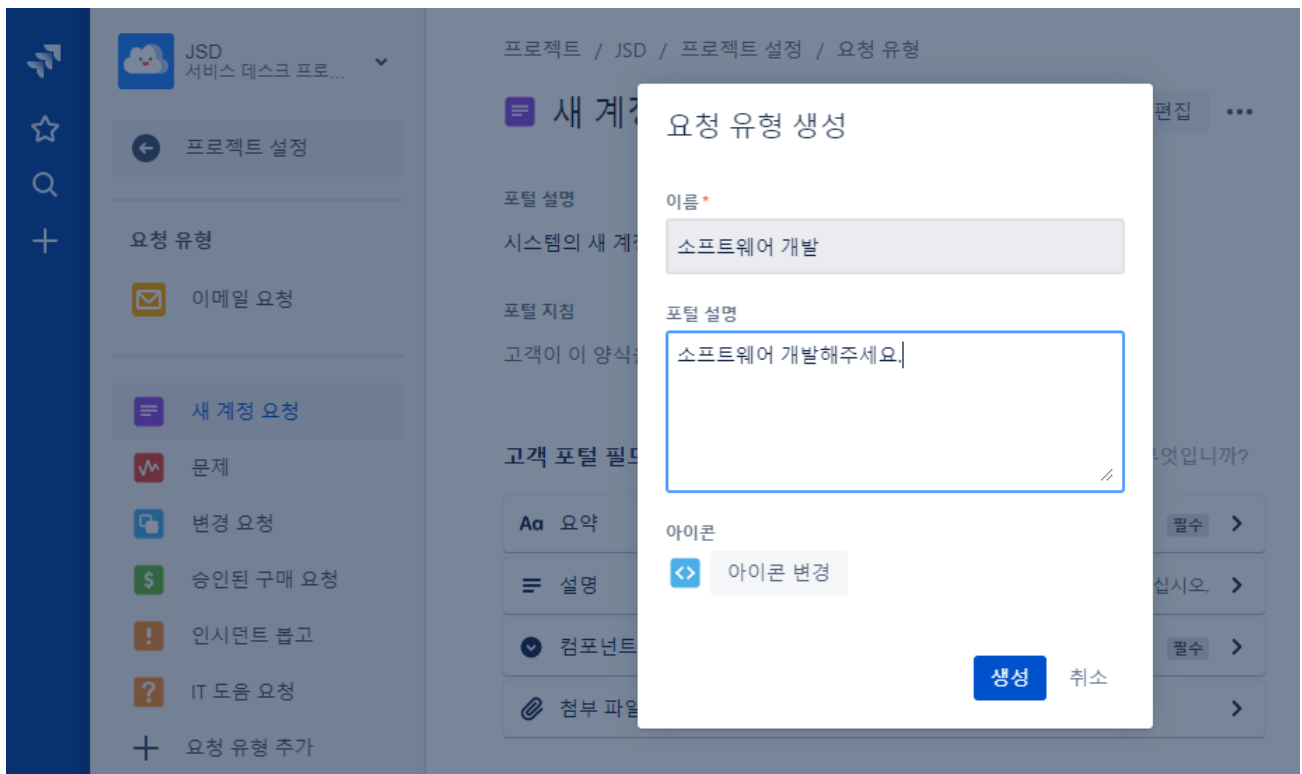 JSD
서비스 데스크 프로...
프로젝트 설정
요청 유형
이메일 요청
새 계정 요청
문제
변경 요청
승인된 구매 요청
인시던트 봅고
IT 도움 요청
요청 유형 추가
프로젝트 / JSD / 프로젝트 설정 / 요청 유형
새 계정
편집
포털 설명
시스템의 새 계정
포털 지침
고객이 이 양식
고객 포털 필드
무엇입니까?
Aa 요약
필수
설명
십시오.
컴포넌트
필수
첨부 파일
요청 유형 생성
이름 *
소프트웨어 개발
포털 설명
소프트웨어 개발해주세요.
아이콘
아이콘 변경
생성 취소